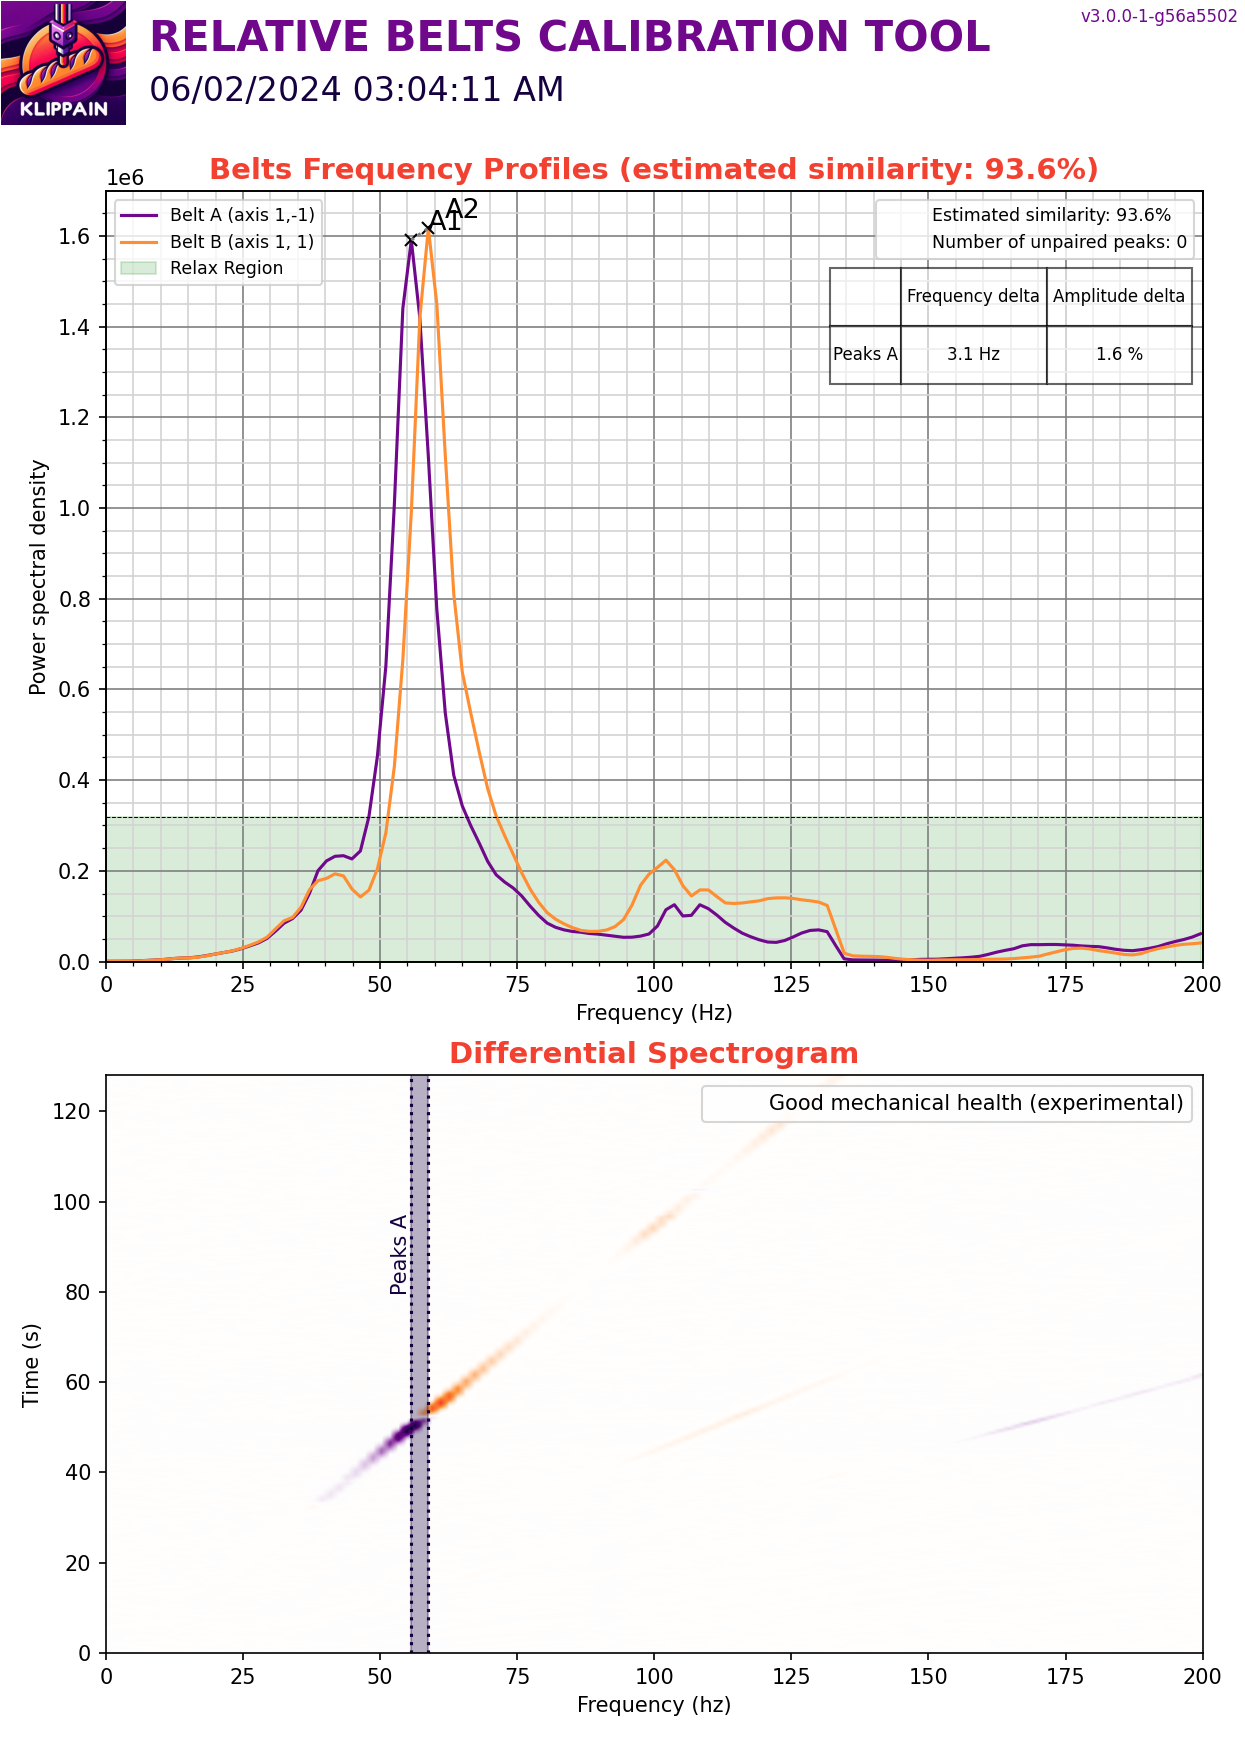 KLIPPAIN
RELATIVE BELTS CALIBRATION TOOL
v3.0.0-1-g56a5502
06/02/2024 03:04:11 AM
Belts Frequency Profiles (estimated similarity: 93.6%)
1e6
Belt A (axis 1,-1)
Belt B (axis 1, 1)
Relax Region
A1
A2
Estimated similarity: 93.6%
Number of unpaired peaks: 0
Frequency delta Amplitude delta
Peaks A 3.1 Hz 1.6 %
1.6
1.4
1.2
1.0
0.8
0.6
0.4
0.2
0.0
Power spectral density
0 25 50 75 100 125 150 175 200
Frequency (Hz)
Differential Spectrogram
Good mechanical health (experimental)
Peaks A
120
100
80
60
40
20
0
Time (s)
0 25 50 75 100 125 150 175 200
Frequency (hz)